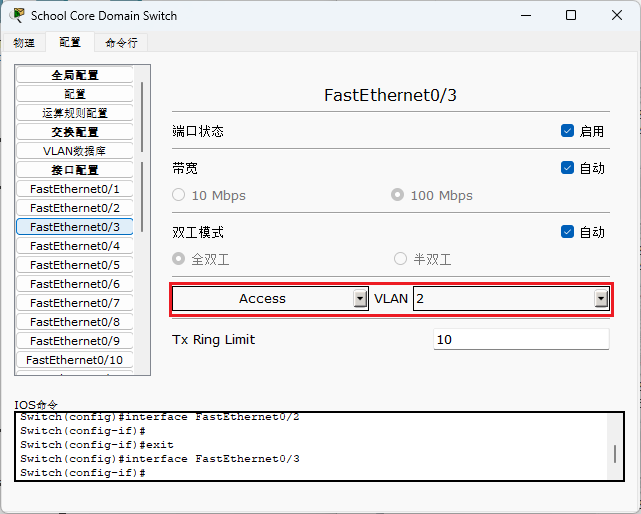 School Core Domain Switch
物理 配置 命令行
全局配置
配置
运算规则配置
交换配置
VLAN数据库
接口配置
FastEthernet0/1
FastEthernet0/2
FastEthernet0/3
FastEthernet0/4
FastEthernet0/5
FastEthernet0/6
FastEthernet0/7
FastEthernet0/8
FastEthernet0/9
FastEthernet0/10
FastEthernet0/3
端口状态 启用
带宽 自动
10 Mbps 100 Mbps
双工模式 自动
全双工 半双工
Access VLAN 2
Tx Ring Limit 10
IOS命令
Switch(config)#interface FastEthernet0/2
Switch(config-if)#
Switch(config-if)#exit
Switch(config)#interface FastEthernet0/3
Switch(config-if)#